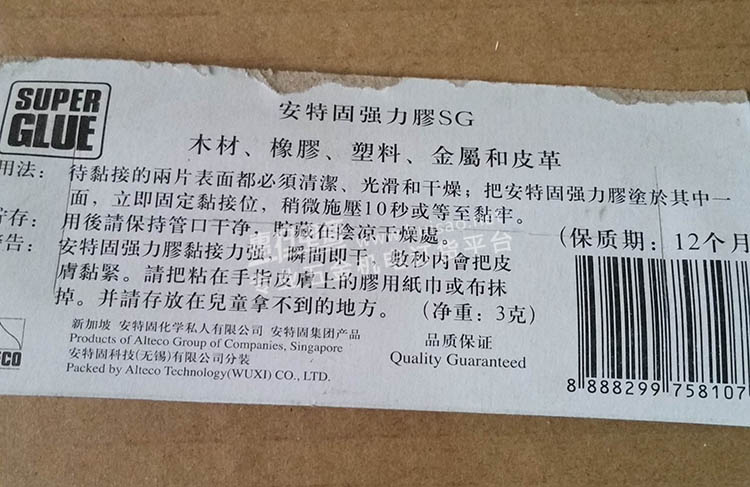 SUPER
GLUE
安特固强力膠SG
木材、橡膠、塑料、金屬和皮革
用法：待黏接的兩片表面都必須清潔、光滑和干燥；把安特固强力膠塗於其中一
面，立即固定黏接位，稍微施壓10秒或等至黏牢。
貯存：用後請保持管口干净，貯藏在陰凉干燥處。
(保质期：12个月
警告：安特固强力膠黏接力強，瞬間即干，數秒内會把皮
膚黏緊。請把粘在手指皮膚上的膠用紙巾或布抹
掉。并請存放在兒童拿不到的地方。 (净重：3克)
新加坡 安特固化学私人有限公司 安特固集团产品
Products of Alteco Group of Companies, Singapore
安特固科技(无锡)有限公司分装
Packed by Alteco Technology(WUXI) CO., LTD.
品质保证
Quality Guaranteed
ECO
8 888299 758107